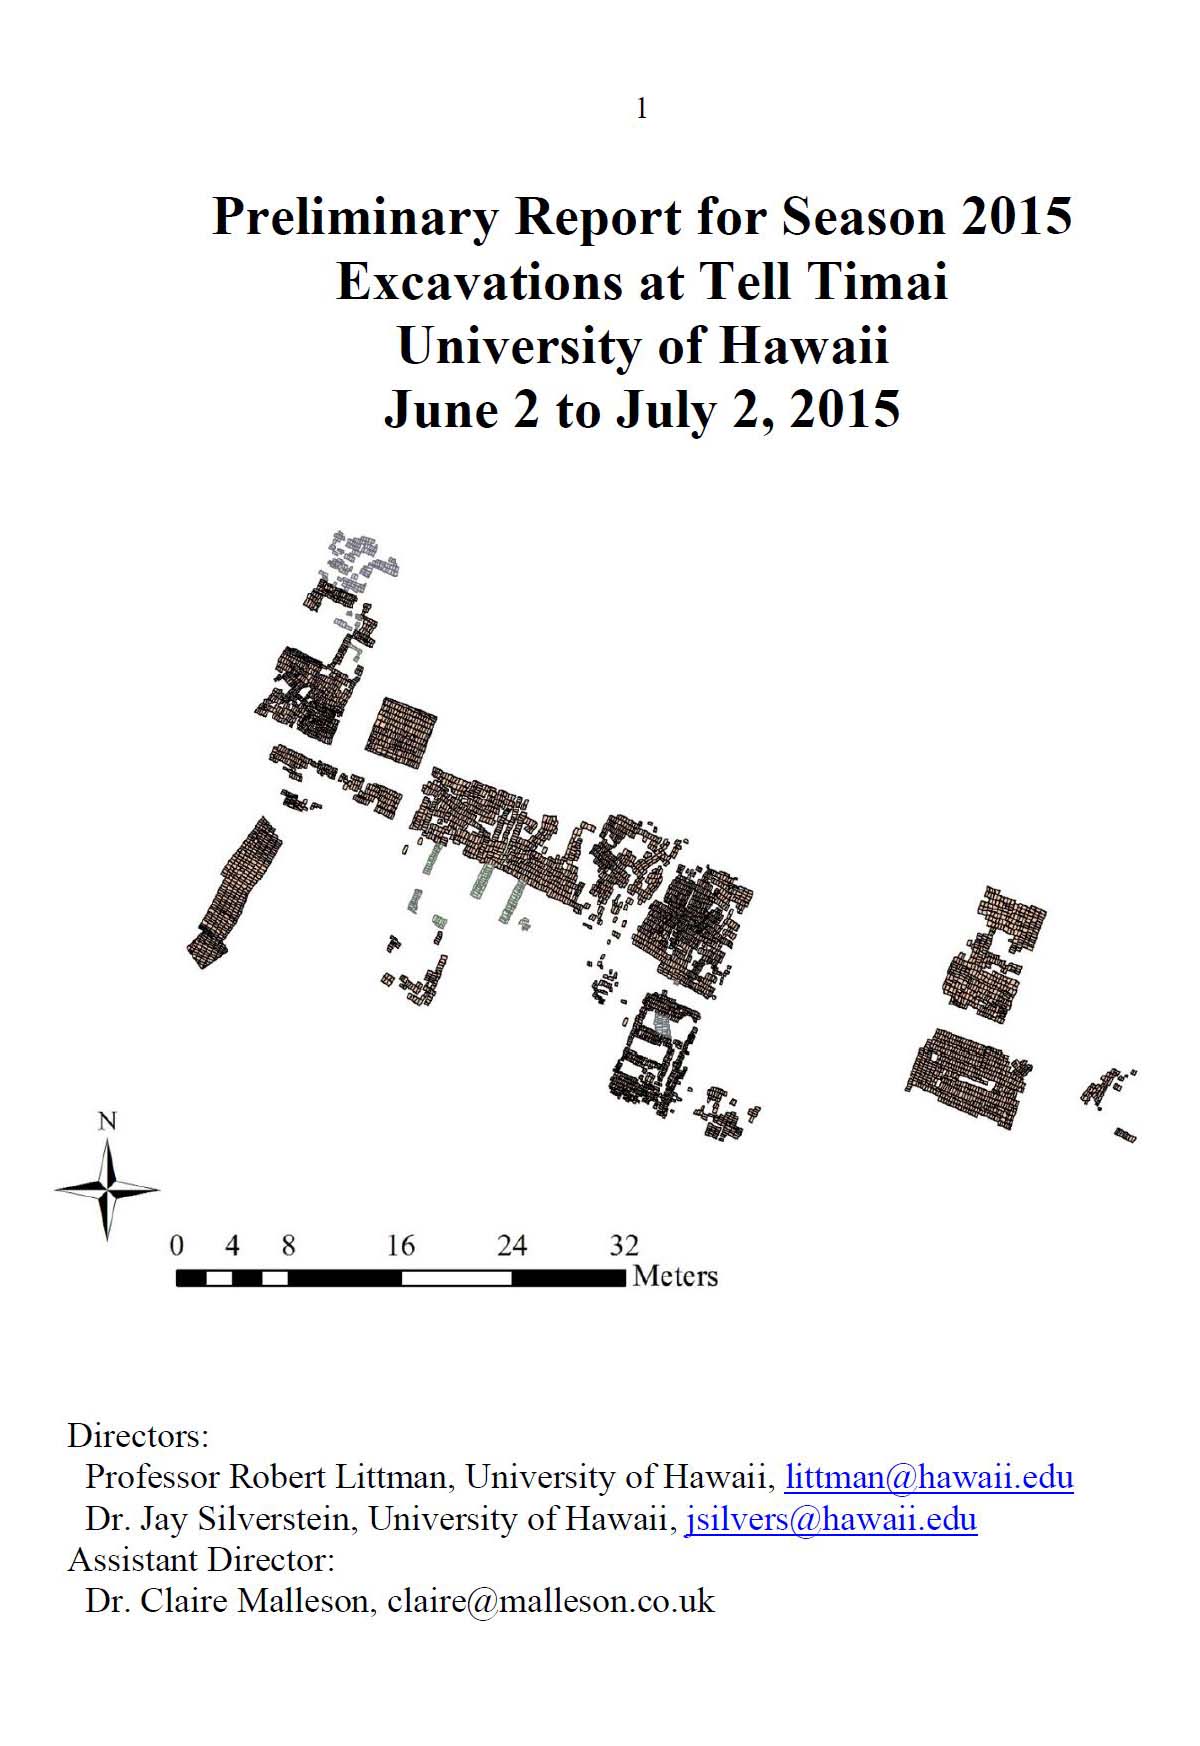 1
Preliminary Report for Season 2015
Excavations at Tell Timai
University of Hawaii
June 2 to July 2, 2015
N
0 4 8 16 24 32
Meters
Directors:
Professor Robert Littman, University of Hawaii, littman@hawaii.edu
Dr. Jay Silverstein, University of Hawaii, jsilvers@hawaii.edu
Assistant Director:
Dr. Claire Malleson, claire@malleson.co.uk